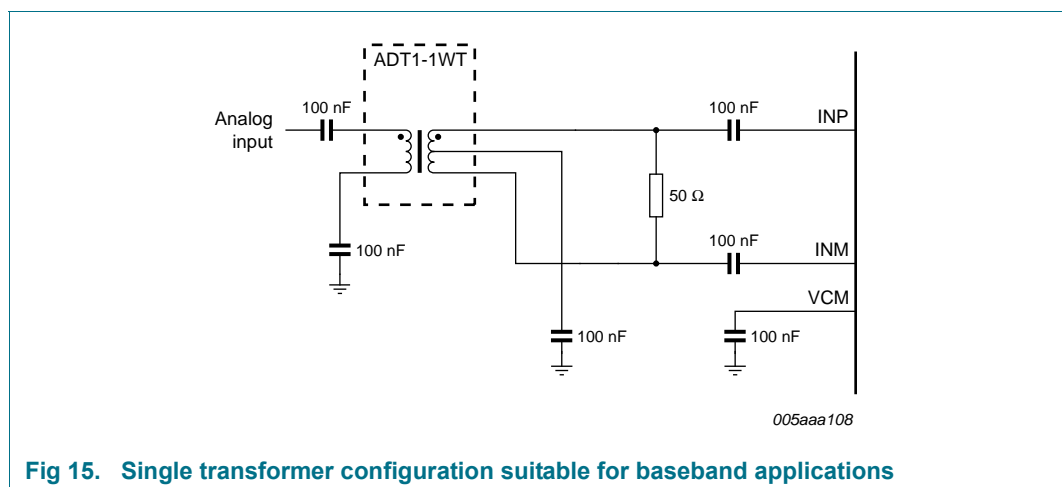 ADT1-1WT
100 nF
100 nF
Analog
input
INP
50 Ω
100 nF
INM
100 nF
VCM
100 nF
100 nF
005aaa108
Fig 15. Single transformer configuration suitable for baseband applications